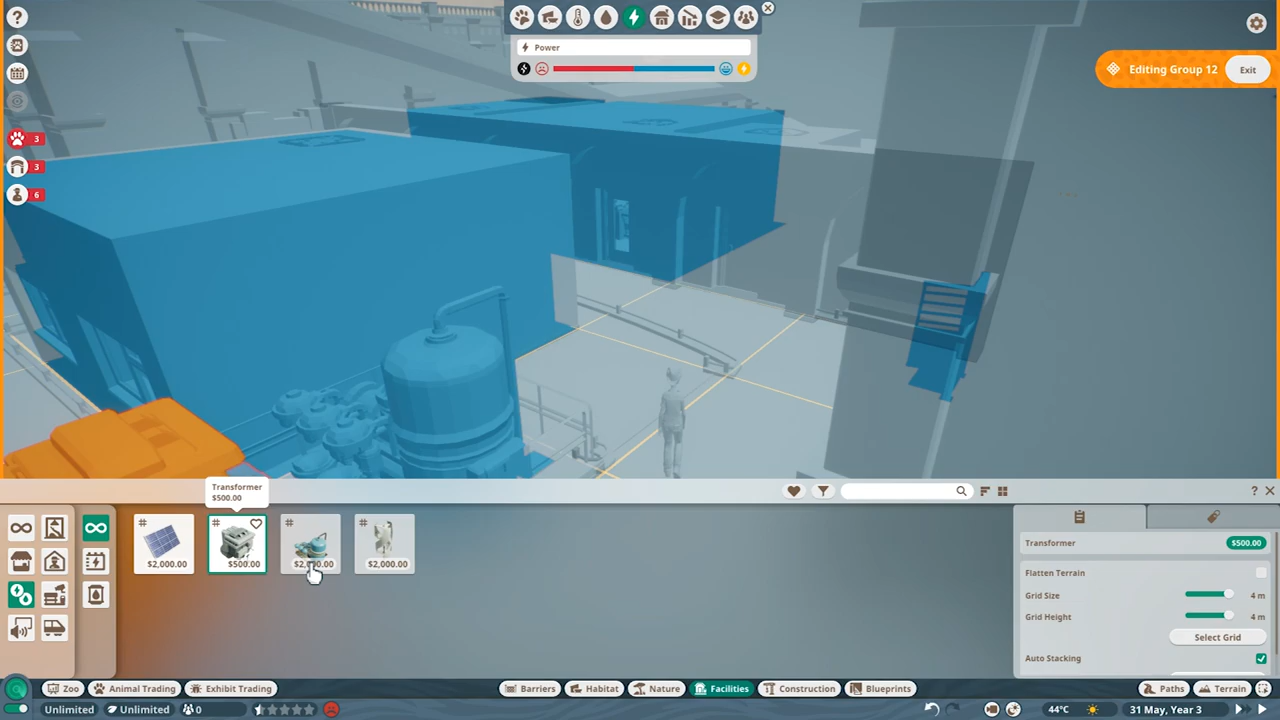 ?
Power
Editing Group 12
Exit
3
3
6
Transformer
$500.00
$2,000.00
$500.00
$2,000.00
? 
Transformer
$500.00
Flatten Terrain
Grid Size
4 m
Grid Height
4 m
Select Grid
Auto Stacking
Zoo
Animal Trading
Exhibit Trading
Barriers
Habitat
Nature
Facilities
Construction
Blueprints
Paths
Terrain
Unlimited
Unlimited
0
44°C
31 May, Year 3